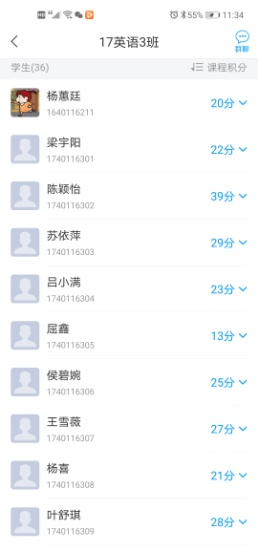 HD 4G 55% 11:34
17英语3班
群聊
学生(36) 课程积分
杨蕙廷
1640116211
20分
梁宇阳
1740116301
22分
陈颖怡
1740116302
39分
苏依萍
1740116303
29分
吕小满
1740116304
23分
屈鑫
1740116305
13分
侯碧婉
1740116306
25分
王雪薇
1740116307
27分
杨喜
1740116308
21分
叶舒琪
1740116309
28分